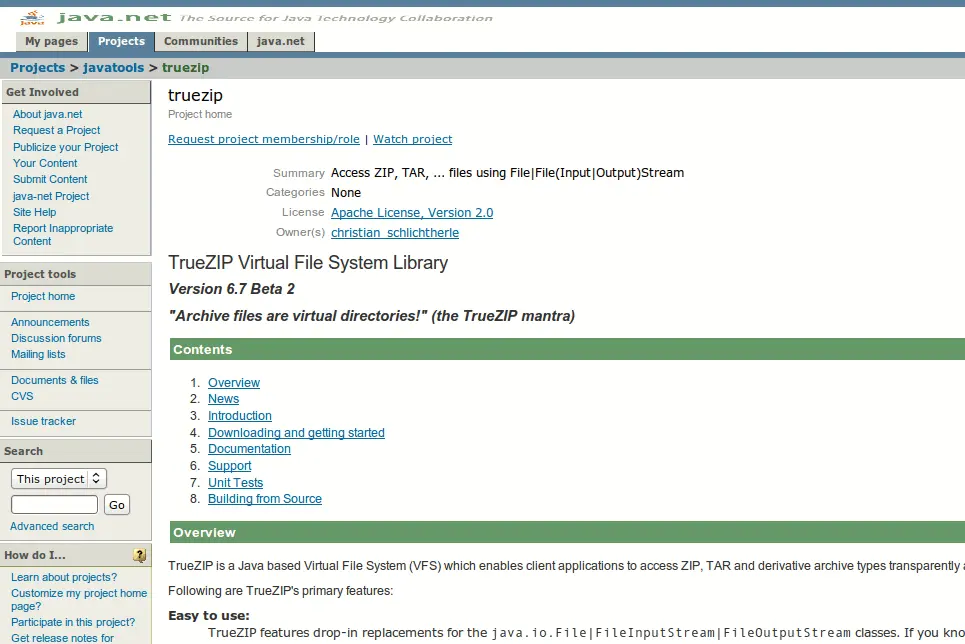 java.net The Source for Java Technology Collaboration
My pages Projects Communities java.net
Projects > javatools > truezip
Get Involved
About java.net
Request a Project
Publicize your Project
Your Content
Submit Content
java-net Project
Site Help
Report Inappropriate
Content
Project tools
Project home
Announcements
Discussion forums
Mailing lists
Documents & files
CVS
Issue tracker
Search
This project
Go
Advanced search
How do I...
Learn about projects?
Customize my project home
page?
Participate in this project?
Get release notes for
truezip
Project home
Request project membership/role | Watch project
Summary Access ZIP, TAR, ... files using File|File(Input|Output)Stream
Categories None
License Apache License, Version 2.0
Owner(s) christian_schlichtherle
TrueZIP Virtual File System Library
Version 6.7 Beta 2
"Archive files are virtual directories!" (the TrueZIP mantra)
Contents
1. Overview
2. News
3. Introduction
4. Downloading and getting started
5. Documentation
6. Support
7. Unit Tests
8. Building from Source
Overview
TrueZIP is a Java based Virtual File System (VFS) which enables client applications to access ZIP, TAR and derivative archive types transparently
Following are TrueZIP's primary features:
Easy to use:
TrueZIP features drop-in replacements for the java.io.File|FileInputStream|FileOutputStream classes. If you kno